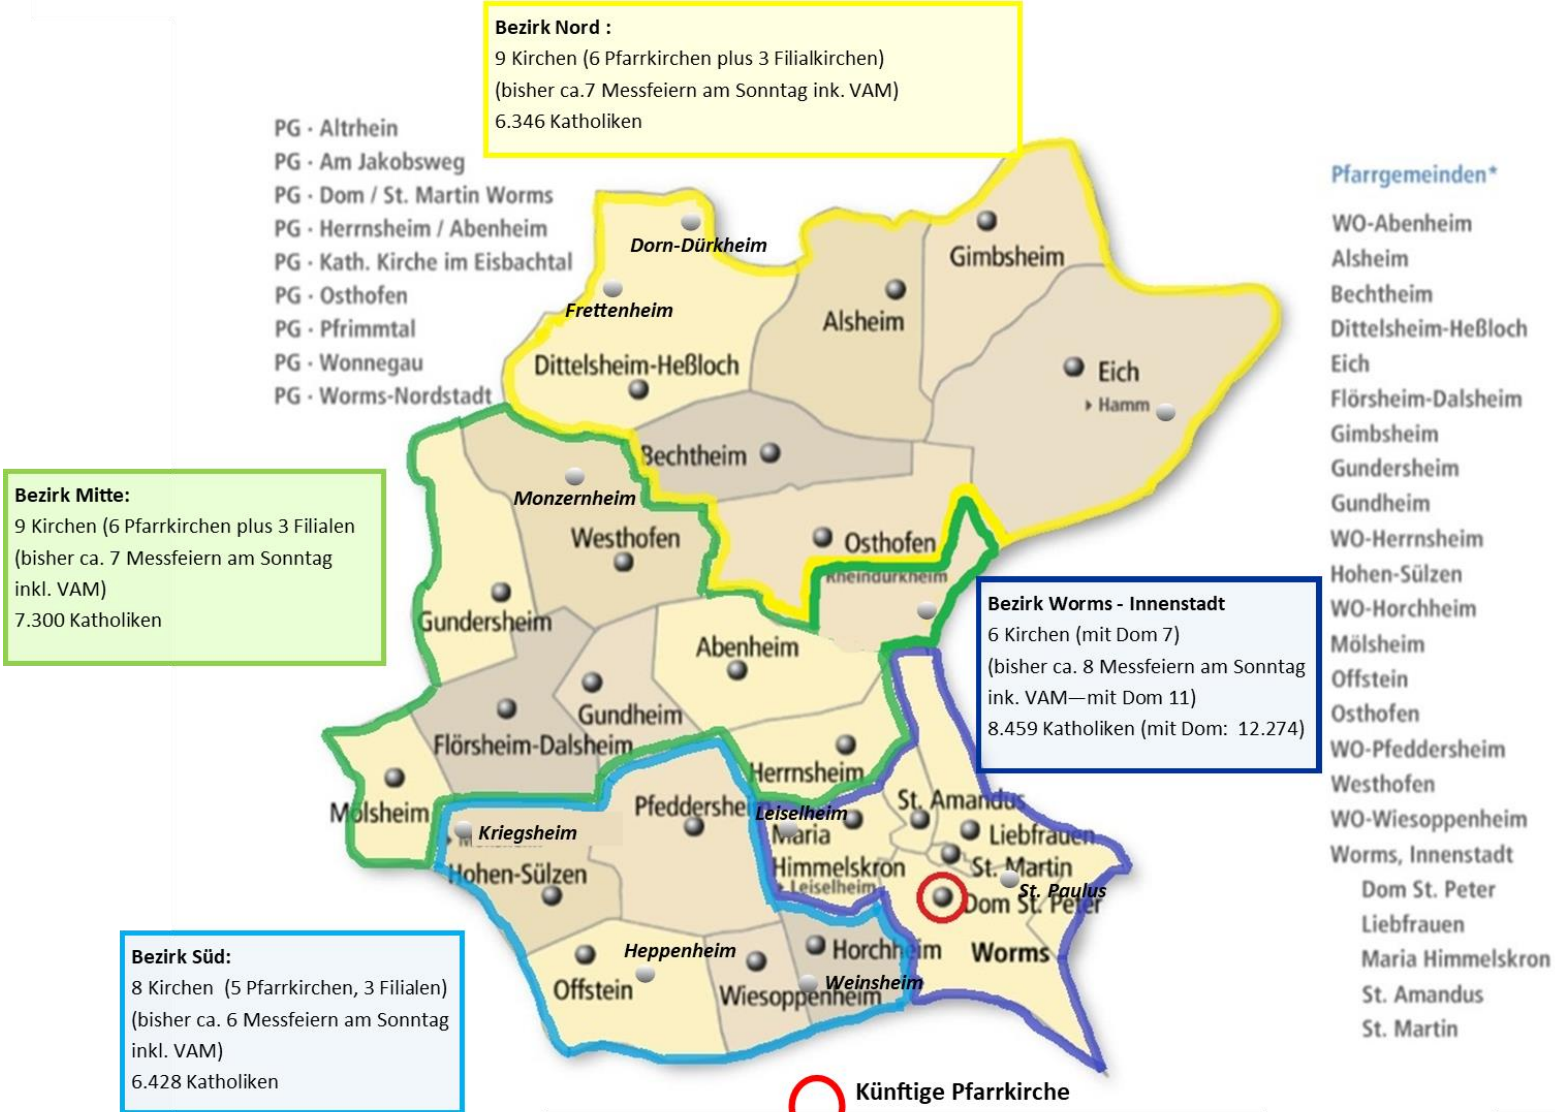 Bezirk Nord :
9 Kirchen (6 Pfarrkirchen plus 3 Filialkirchen)
(bisher ca.7 Messfeiern am Sonntag ink. VAM)
6.346 Katholiken
PG · Altrhein
PG · Am Jakobsweg
PG · Dom / St. Martin Worms
PG · Herrnsheim / Abenheim
PG · Kath. Kirche im Eisbachtal
PG · Osthofen
PG · Pfrimmtal
PG · Wonnegau
PG · Worms-Nordstadt
Bezirk Mitte:
9 Kirchen (6 Pfarrkirchen plus 3 Filialen
(bisher ca. 7 Messfeiern am Sonntag
inkl. VAM)
7.300 Katholiken
Dorn-Dürkheim
Frettenheim
Dittelsheim-Heßloch
Alsheim
Gimbsheim
Eich
Hamm
Bechtheim
Monzernheim
Westhofen
Osthofen
Rheindürkheim
Gundersheim
Abenheim
Gundheim
Flörsheim-Dalsheim
Herrnsheim
Mölsheim
Pfeddersheim
Kriegsheim
Hohen-Sülzen
Leiselheim
Maria
Himmelskron
Leiselheim
St. Amandus
Liebfrauen
St. Martin
St. Paulus
Dom St. Peter
Worms
Heppenheim
Offstein
Horchheim
Weinsheim
Wiesoppenheim
Bezirk Worms - Innenstadt
6 Kirchen (mit Dom 7)
(bisher ca. 8 Messfeiern am Sonntag
ink. VAM—mit Dom 11)
8.459 Katholiken (mit Dom: 12.274)
Bezirk Süd:
8 Kirchen (5 Pfarrkirchen, 3 Filialen)
(bisher ca. 6 Messfeiern am Sonntag
inkl. VAM)
6.428 Katholiken
Künftige Pfarrkirche
Pfarrgemeinden*
WO-Abenheim
Alsheim
Bechtheim
Dittelsheim-Heßloch
Eich
Flörsheim-Dalsheim
Gimbsheim
Gundersheim
Gundheim
WO-Herrnsheim
Hohen-Sülzen
WO-Horchheim
Mölsheim
Offstein
Osthofen
WO-Pfeddersheim
Westhofen
WO-Wiesoppenheim
Worms, Innenstadt
Dom St. Peter
Liebfrauen
Maria Himmelskron
St. Amandus
St. Martin